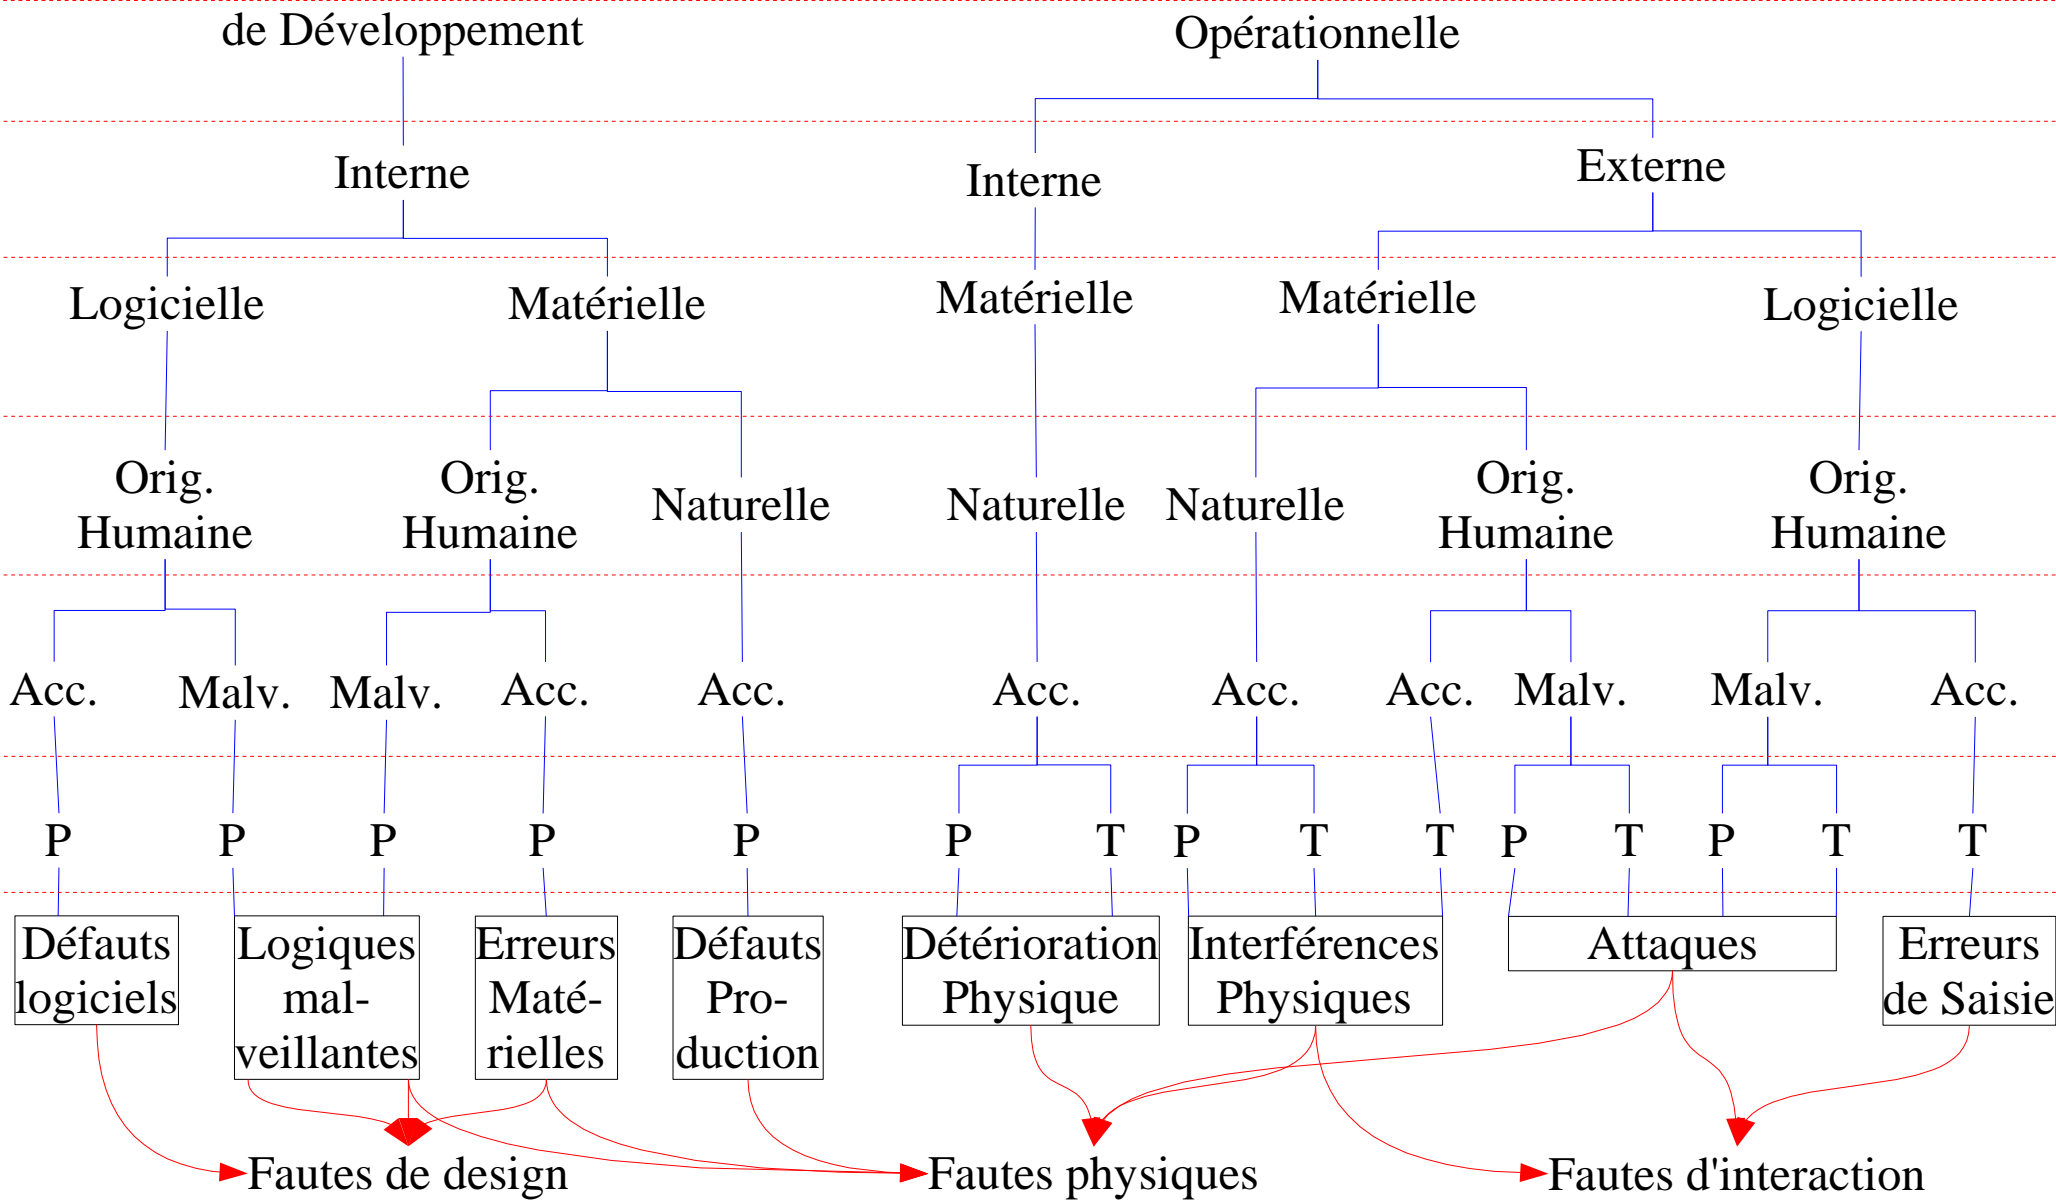 de Développement
Opérationnelle
Interne
Interne
Externe
Logicielle
Matérielle
Matérielle
Matérielle
Logicielle
Orig.
Humaine
Orig.
Humaine
Naturelle
Naturelle
Naturelle
Orig.
Humaine
Orig.
Humaine
Acc.
Malv.
Malv.
Acc.
Acc.
Acc.
Acc.
Acc.
Malv.
Malv.
Acc.
P
P
P
P
P
P
T
P
T
T
P
T
P
T
T
Défauts
logiciels
Logiques
mal-
veillantes
Erreurs
Maté-
rielles
Défauts
Pro-
duction
Détérioration
Physique
Interférences
Physiques
Attaques
Erreurs
de Saisie
Fautes de design
Fautes physiques
Fautes d'interaction